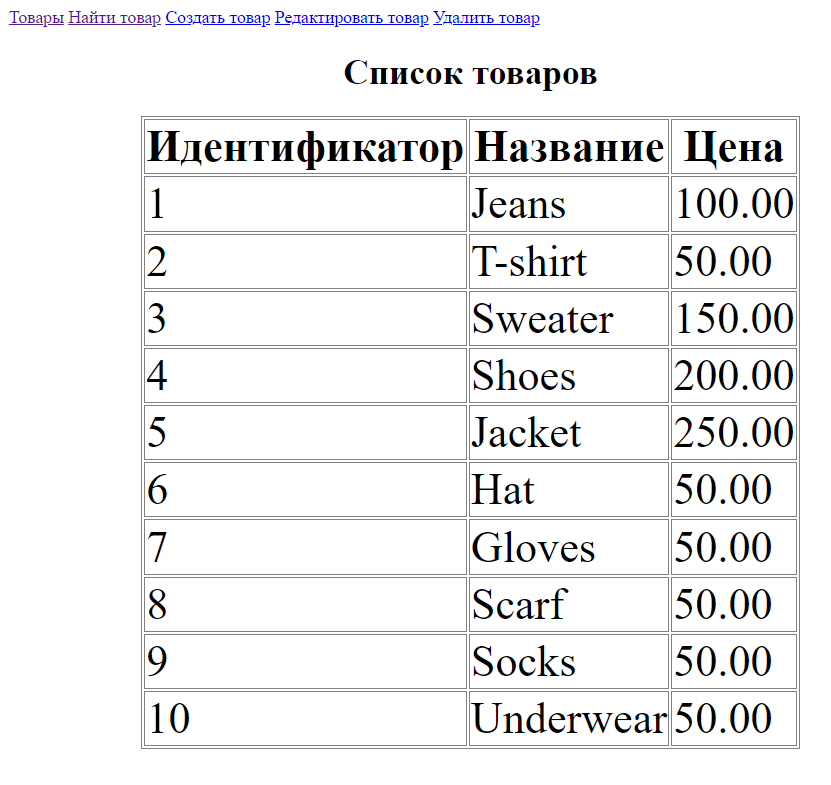 Товары Найти товар Создать товар Редактировать товар Удалить товар
Список товаров
Идентификатор Название Цена
1 Jeans 100.00
2 T-shirt 50.00
3 Sweater 150.00
4 Shoes 200.00
5 Jacket 250.00
6 Hat 50.00
7 Gloves 50.00
8 Scarf 50.00
9 Socks 50.00
10 Underwear 50.00